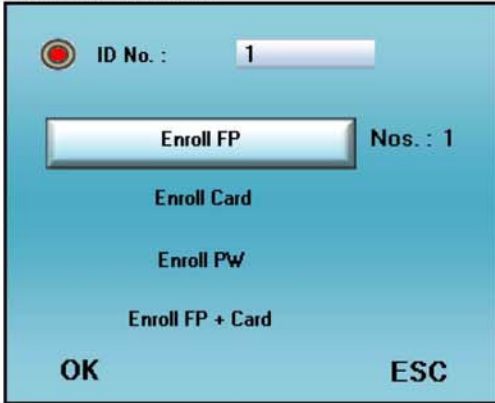 ID No. : 1
Enroll FP Nos. : 1
Enroll Card
Enroll PW
Enroll FP + Card
OK ESC